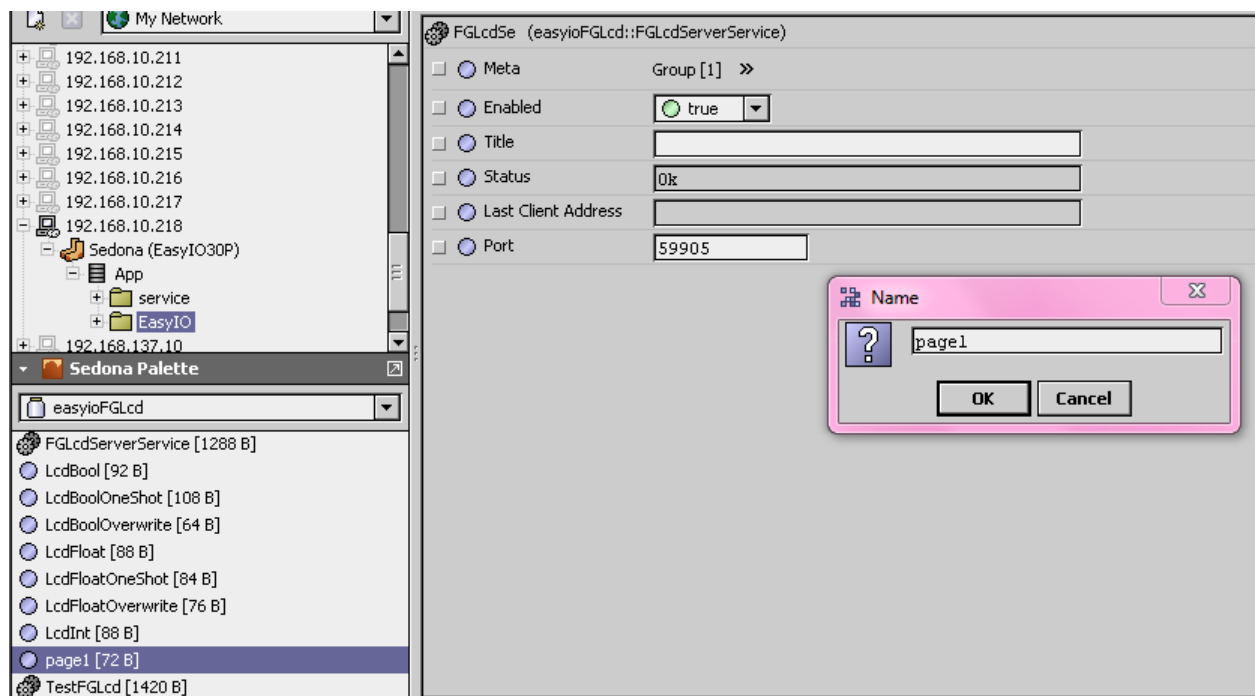 My Network
192.168.10.211
192.168.10.212
192.168.10.213
192.168.10.214
192.168.10.215
192.168.10.216
192.168.10.217
192.168.10.218
Sedona (EasyIO30P)
App
service
EasyIO
192.168.137.10
Sedona Palette
easyioFGLcd
FGLcdServerService [1288 B]
LcdBool [92 B]
LcdBoolOneShot [108 B]
LcdBoolOverwrite [64 B]
LcdFloat [88 B]
LcdFloatOneShot [84 B]
LcdFloatOverwrite [76 B]
LcdInt [88 B]
page1 [72 B]
TestFGLcd [1420 B]
FGLcdSe (easyioFGLcd::FGLcdServerService)
Meta Group [1] »
Enabled true
Title
Status Ok
Last Client Address
Port 59905
Name
page1
OK Cancel